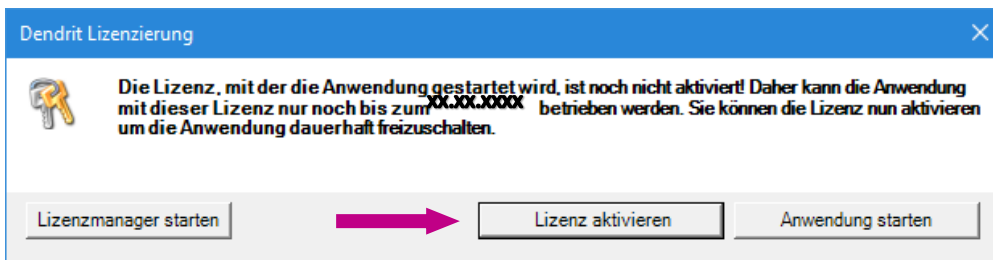 Dendrit Lizenzierung
Die Lizenz, mit der die Anwendung gestartet wird, ist noch nicht aktiviert! Daher kann die Anwendung
mit dieser Lizenz nur noch bis zum xx.xx.xxxx betrieben werden. Sie können die Lizenz nun aktivieren
um die Anwendung dauerhaft freizuschalten.
Lizenzmanager starten
Lizenz aktivieren
Anwendung starten